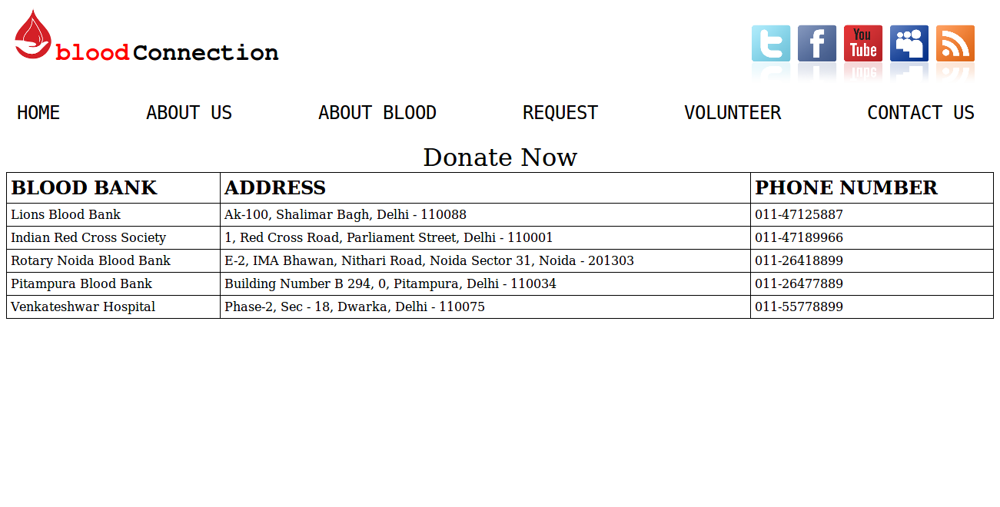 blood Connection
You
Tube
HOME ABOUT US ABOUT BLOOD REQUEST VOLUNTEER CONTACT US
Donate Now
BLOOD BANK ADDRESS PHONE NUMBER
Lions Blood Bank Ak-100, Shalimar Bagh, Delhi - 110088 011-47125887
Indian Red Cross Society 1, Red Cross Road, Parliament Street, Delhi - 110001 011-47189966
Rotary Noida Blood Bank E-2, IMA Bhawan, Nithari Road, Noida Sector 31, Noida - 201303 011-26418899
Pitampura Blood Bank Building Number B 294, 0, Pitampura, Delhi - 110034 011-26477889
Venkateshwar Hospital Phase-2, Sec - 18, Dwarka, Delhi - 110075 011-55778899